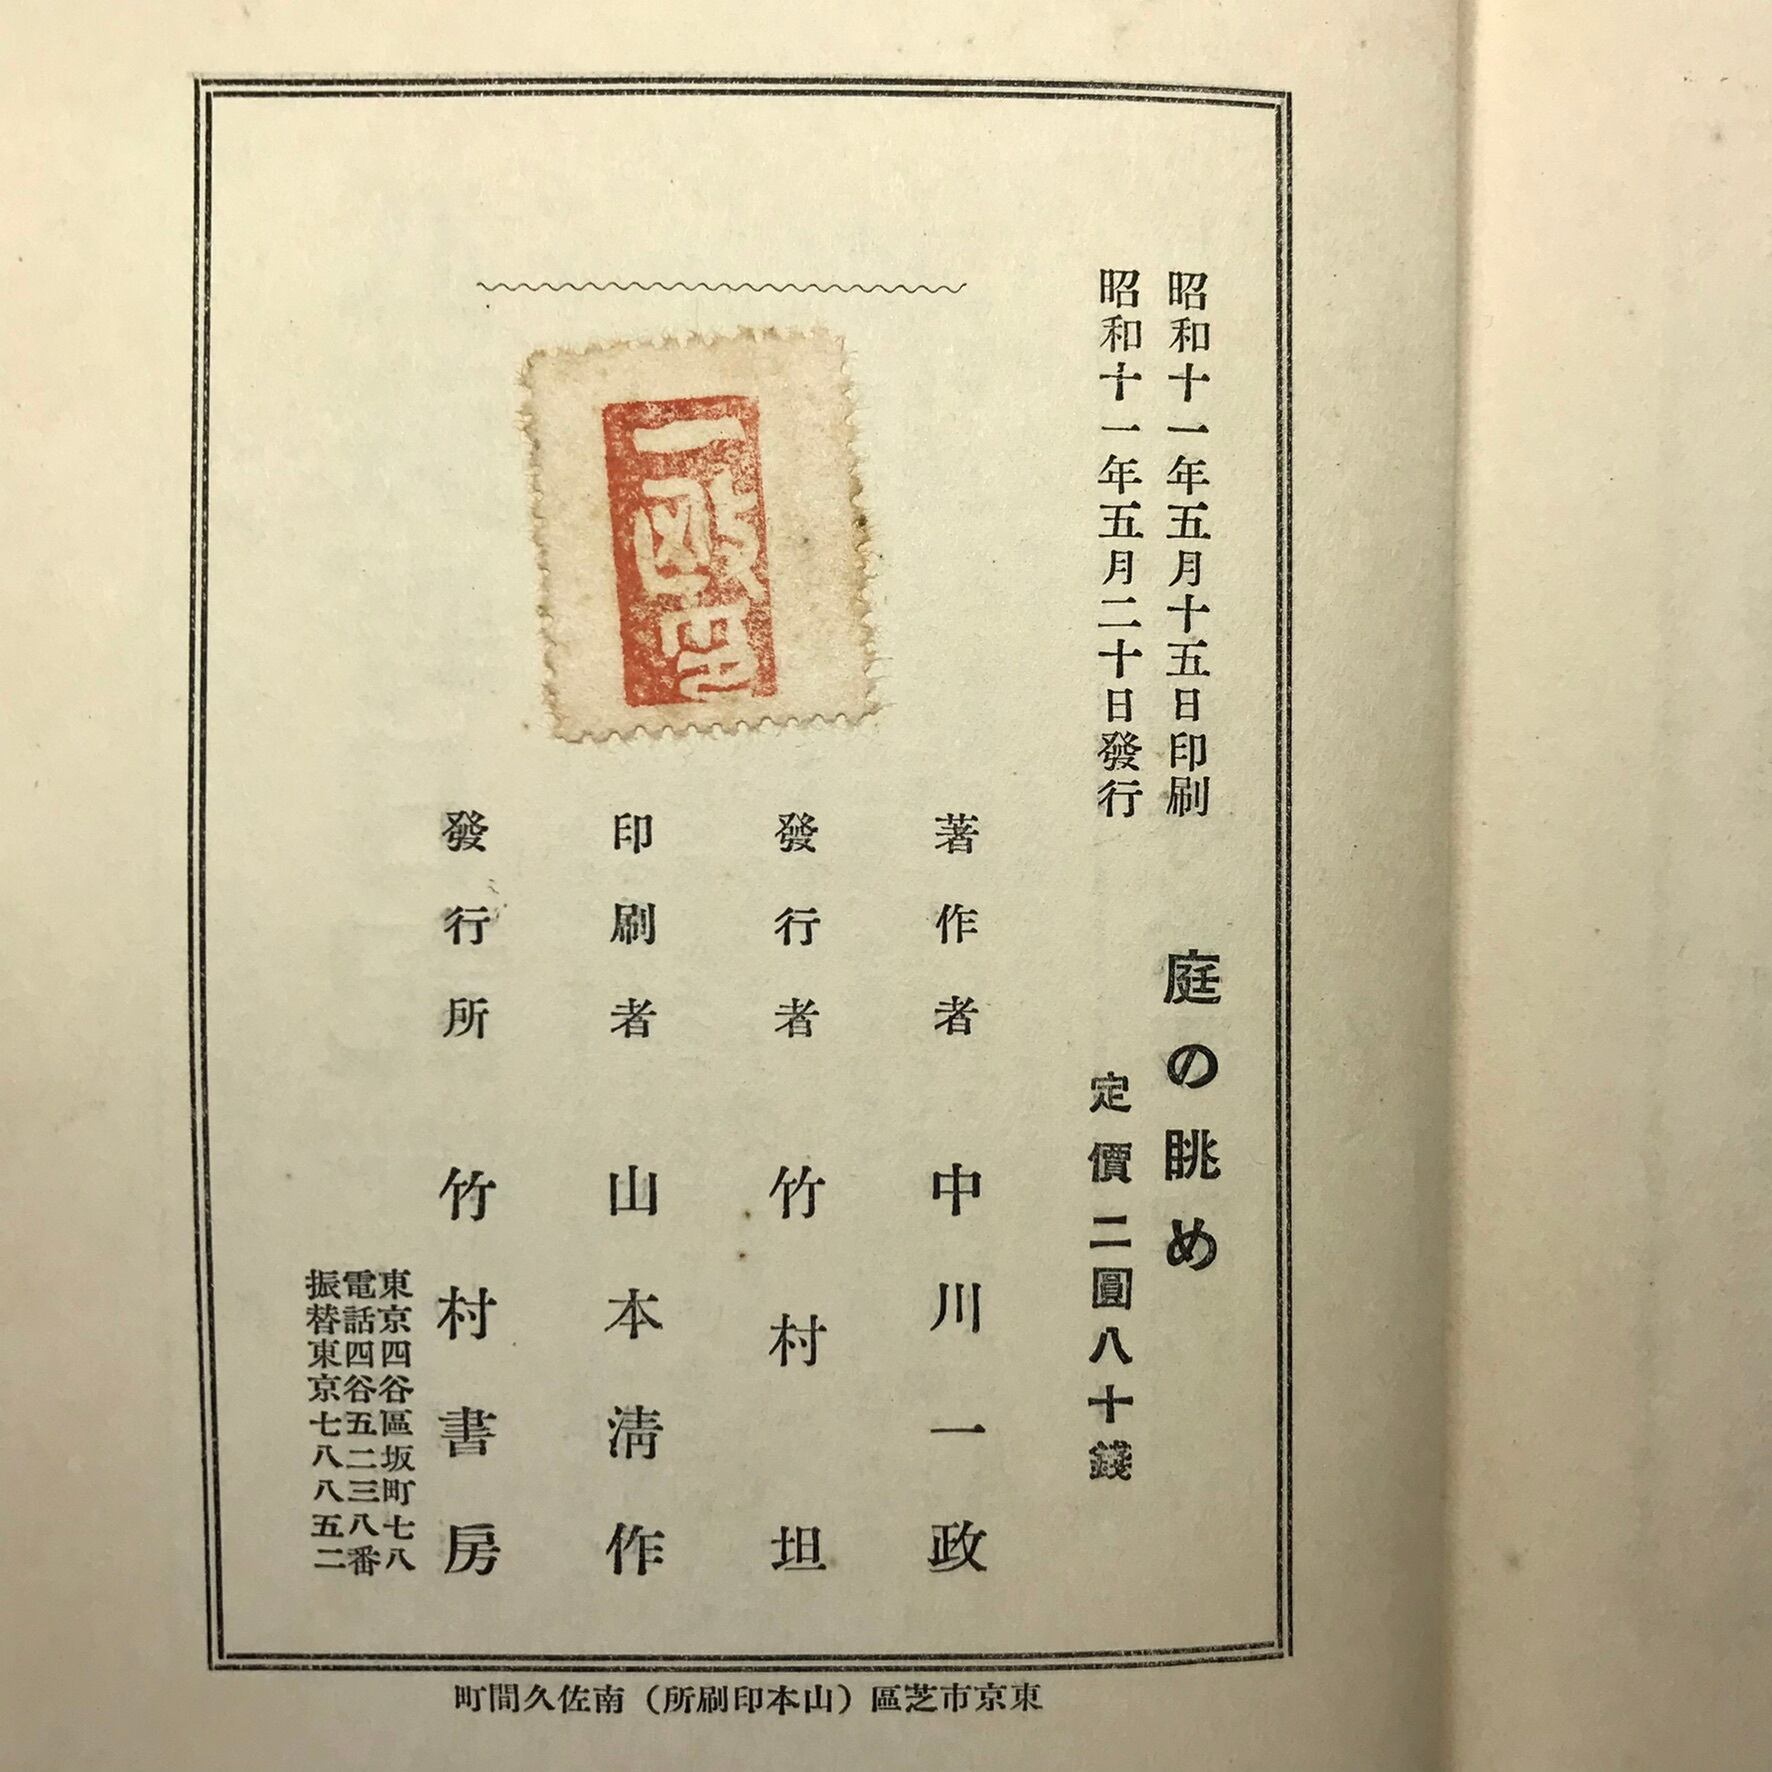 昭和十一年五月十五日印刷
昭和十一年五月二十日發行
庭の眺め
定價二圓八十錢
著作者 中川一政
發行者 竹村坦
印刷者 山本淸作
發行所 竹村書房
東京四谷區坂町七八
電話四谷五二三八番
振替東京七八八五二
一政印
東京市芝區（山本印刷所）南佐久間町